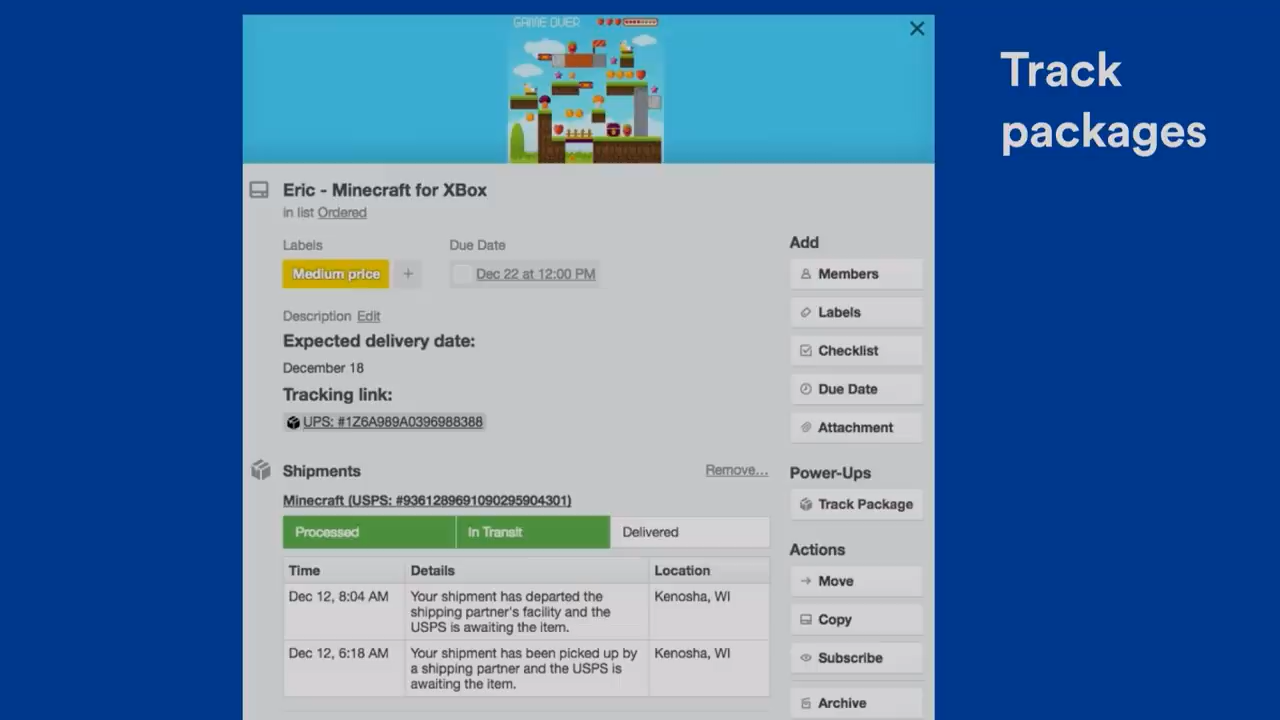 GAME OVER
Track
packages
Eric - Minecraft for XBox
in list Ordered
Labels
Due Date
Medium price
+
Dec 22 at 12:00 PM
Description Edit
Expected delivery date:
December 18
Tracking link:
UPS: #1Z6A989A0396988388
Shipments
Remove...
Minecraft (USPS: #9361289691090295904301)
Processed
In Transit
Delivered
Time
Details
Location
Dec 12, 8:04 AM
Your shipment has departed the
shipping partner's facility and the
USPS is awaiting the item.
Kenosha, WI
Dec 12, 6:18 AM
Your shipment has been picked up by
a shipping partner and the USPS is
awaiting the item.
Kenosha, WI
Add
Members
Labels
Checklist
Due Date
Attachment
Power-Ups
Track Package
Actions
Move
Copy
Subscribe
Archive